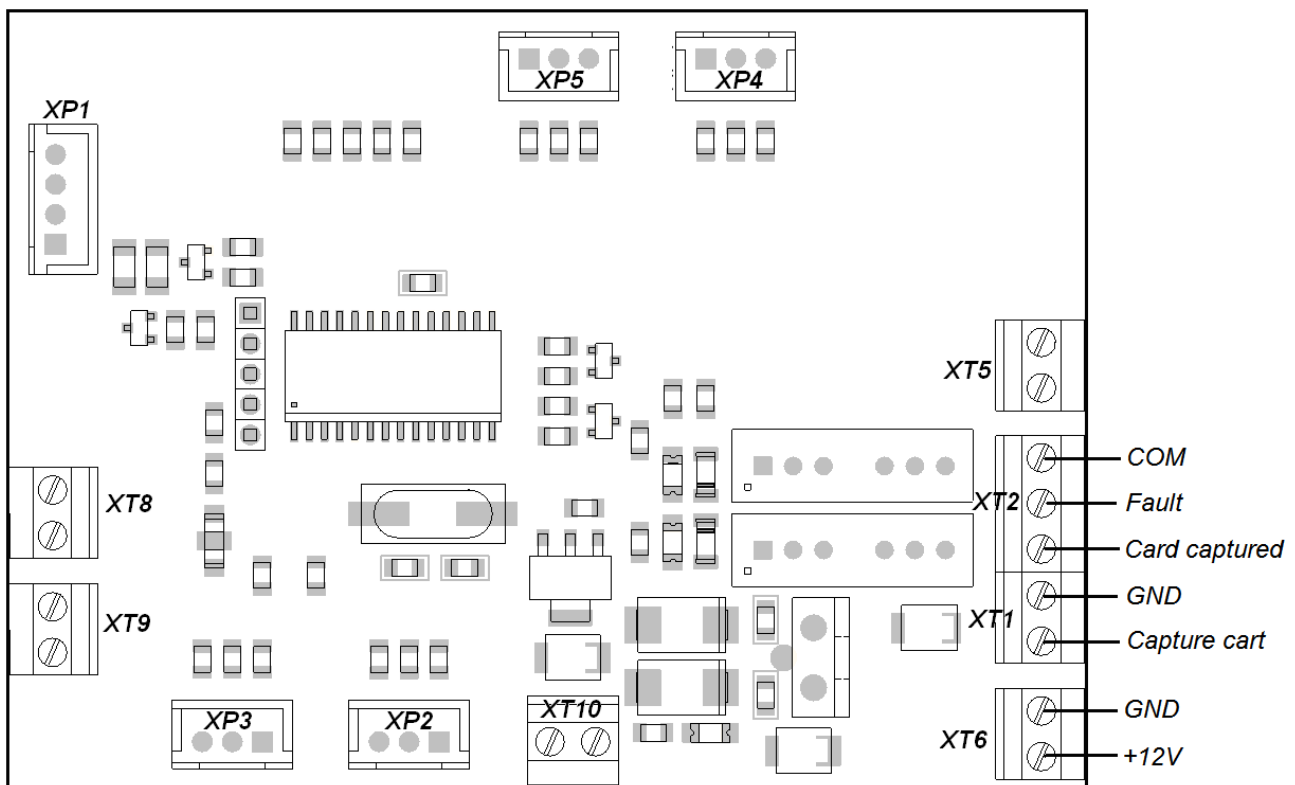 XP5
XP4
XP1
XT5
COM
XT8
XT2
Fault
Card captured
GND
XT9
XT1
Capture cart
GND
XP3
XP2
XT10
XT6
+12V